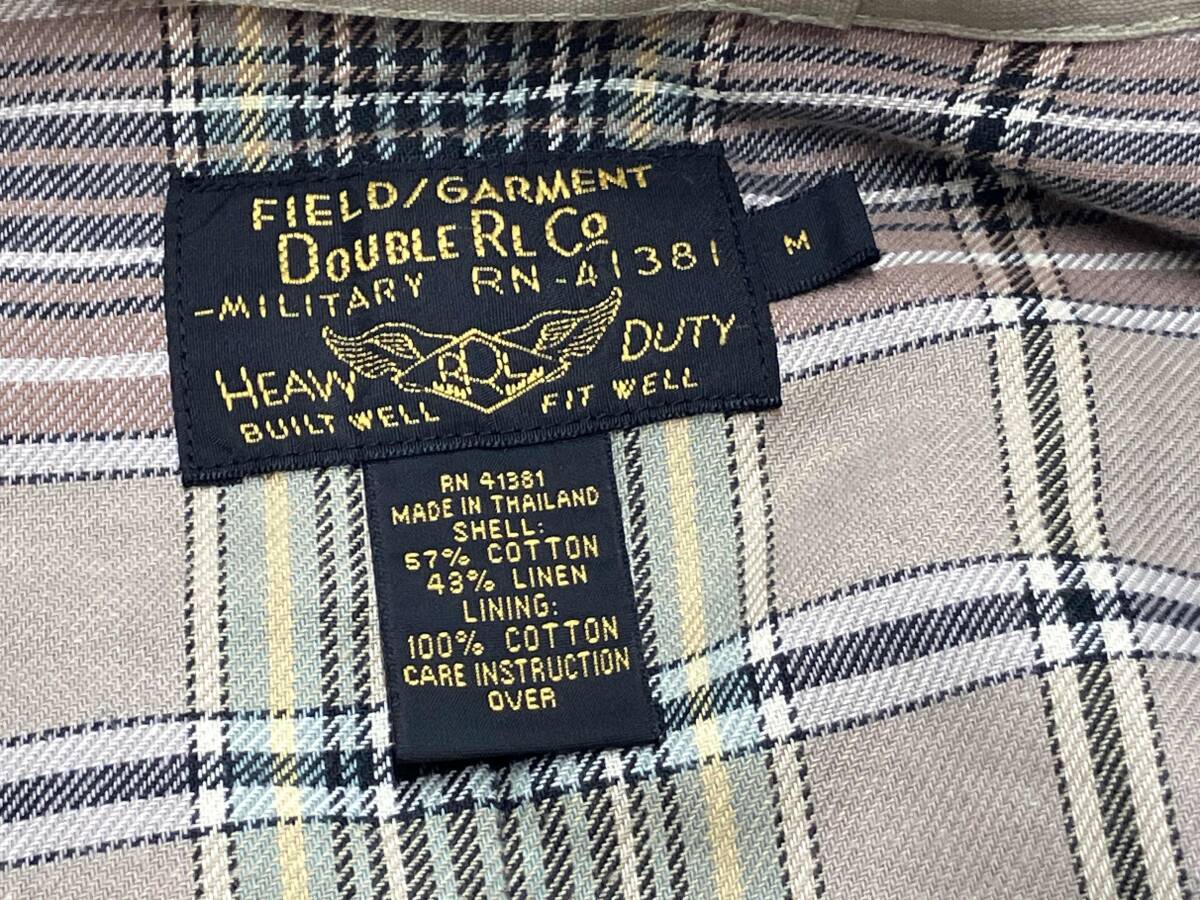 FIELD/GARMENT
DOUBLE RL CO
-MILITARY RN-41381
M
RRL
HEAVY DUTY
BUILT WELL FIT WELL
RN 41381
MADE IN THAILAND
SHELL:
57% COTTON
43% LINEN
LINING:
100% COTTON
CARE INSTRUCTION
OVER